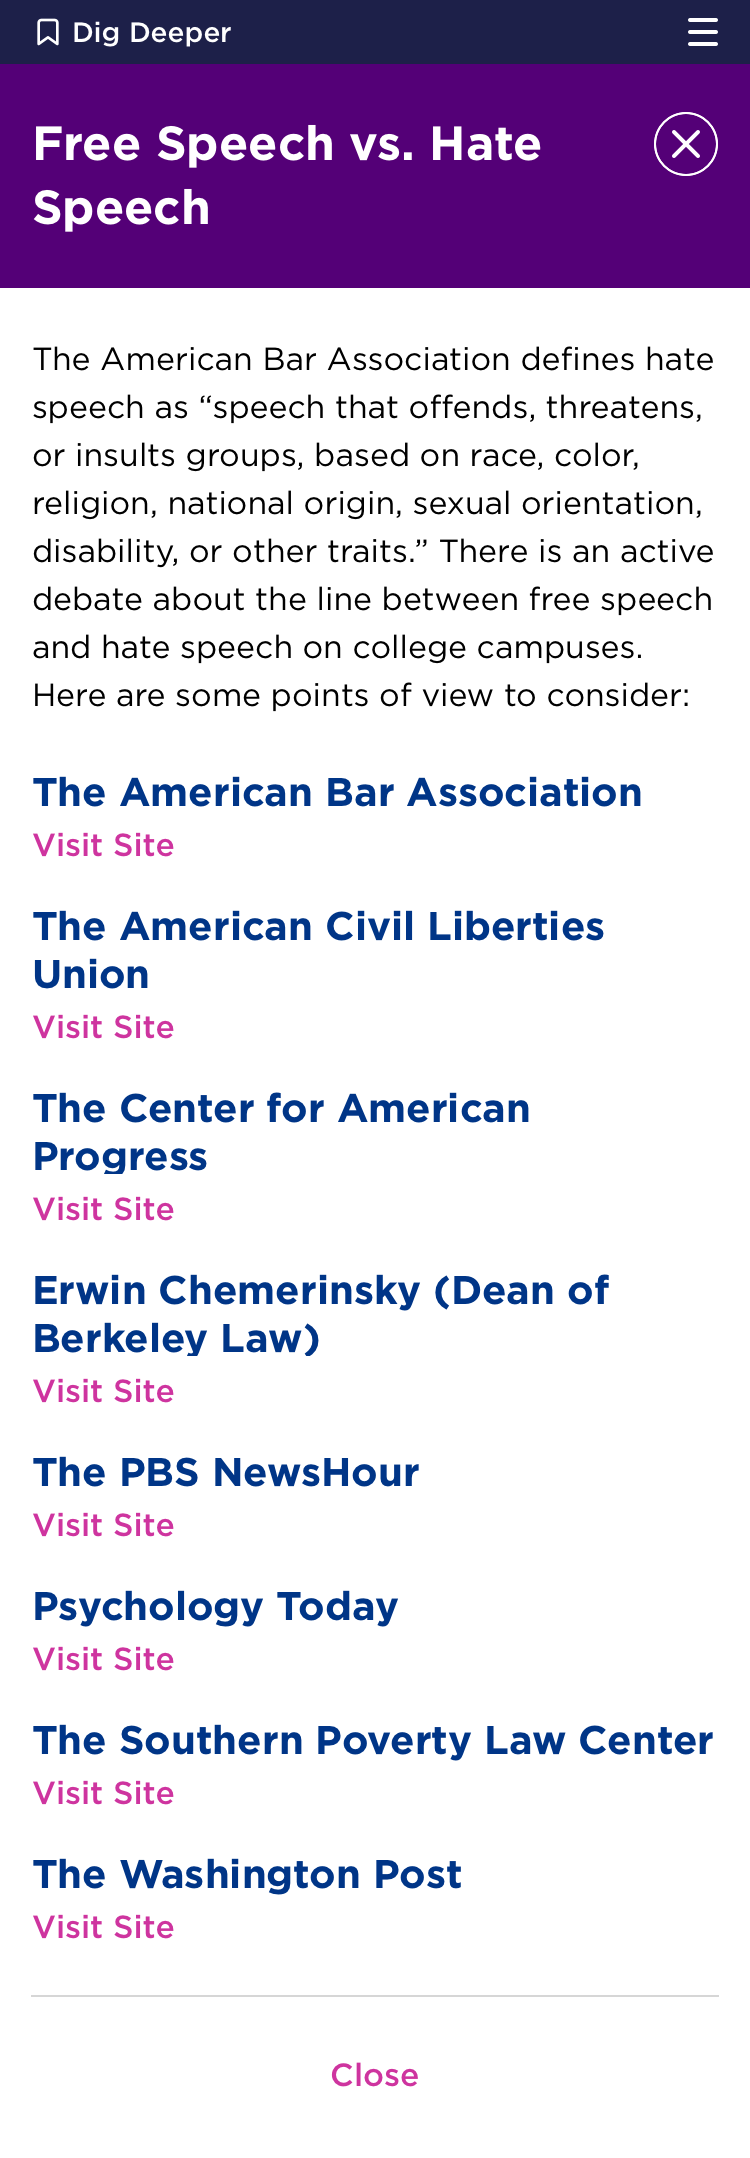 Dig Deeper
Free Speech vs. Hate
Speech
The American Bar Association defines hate
speech as “speech that offends, threatens,
or insults groups, based on race, color,
religion, national origin, sexual orientation,
disability, or other traits.” There is an active
debate about the line between free speech
and hate speech on college campuses.
Here are some points of view to consider:
The American Bar Association
Visit Site
The American Civil Liberties
Union
Visit Site
The Center for American
Progress
Visit Site
Erwin Chemerinsky (Dean of
Berkeley Law)
Visit Site
The PBS NewsHour
Visit Site
Psychology Today
Visit Site
The Southern Poverty Law Center
Visit Site
The Washington Post
Visit Site
Close